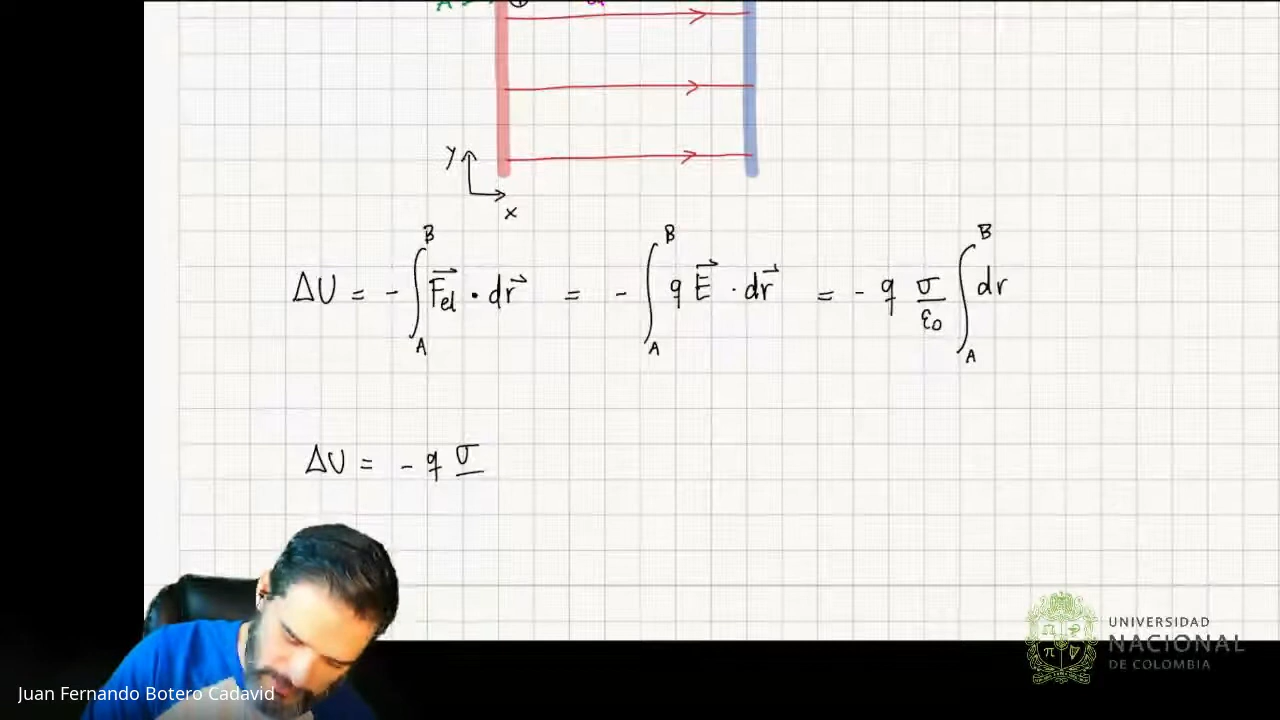 y
x
ΔU = - ∫_A^B F⃗el · dr⃗ = - ∫_A^B q E⃗ · dr⃗ = - q σ/ε0 ∫_A^B dr
ΔU = - q σ
UNIVERSIDAD
NACIONAL
DE COLOMBIA
Juan Fernando Botero Cadavid